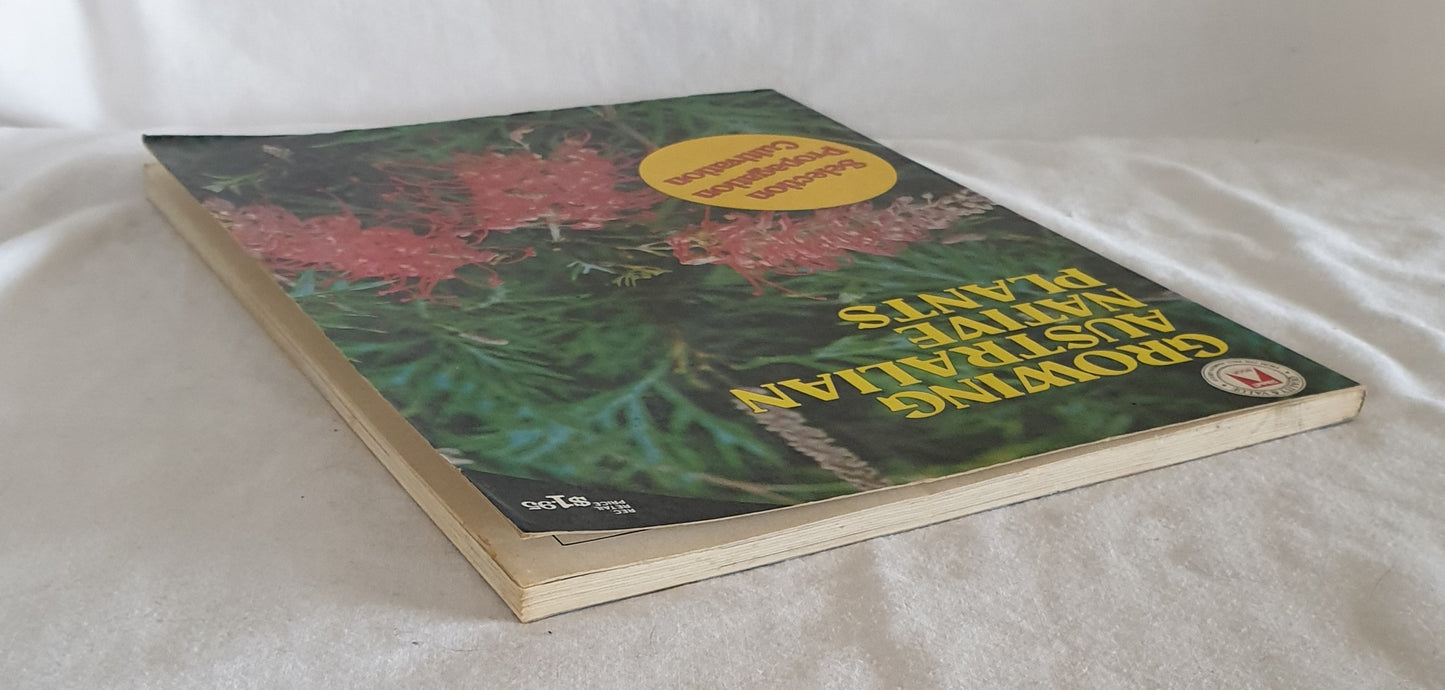 GROWING
AUSTRALIAN
NATIVE
PLANTS
Selection
Propagation
Cultivation
REC
RETAIL
PRICE
$1.95